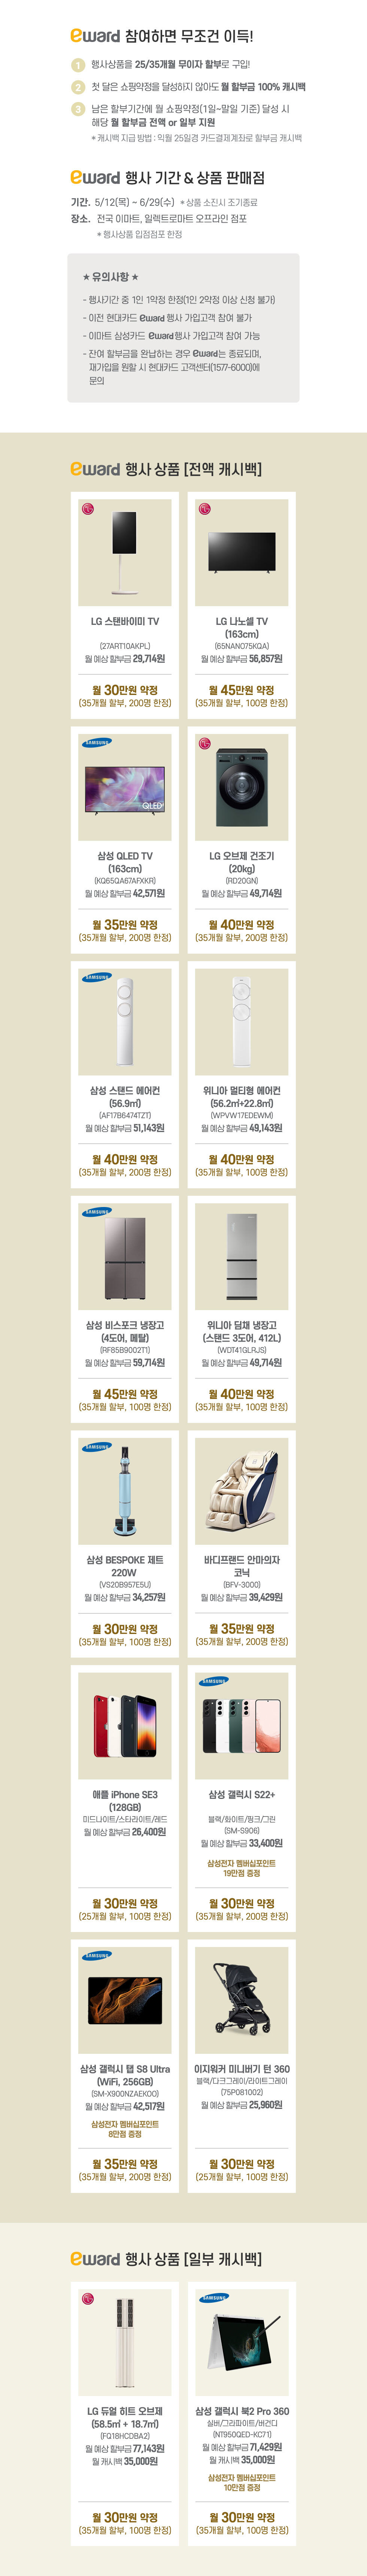 eward 참여하면 무조건 이득!
1 행사상품을 25/35개월 무이자 할부로 구입!
2 첫 달은 쇼핑약정을 달성하지 않아도 월 할부금 100% 캐시백
3 남은 할부기간에 월 쇼핑약정(1일~말일 기준) 달성 시
해당 월 할부금 전액 or 일부 지원
* 캐시백 지급 방법 : 익월 25일경 카드결제계좌로 할부금 캐시백
eward 행사 기간 & 상품 판매점
기간. 5/12(목) ~ 6/29(수) * 상품 소진시 조기종료
장소. 전국 이마트, 일렉트로마트 오프라인 점포
* 행사상품 입점점포 한정
★ 유의사항 ★
- 행사기간 중 1인 1약정 한정(1인 2약정 이상 신청 불가)
- 이전 현대카드 eward 행사 가입고객 참여 불가
- 이마트 삼성카드 eward행사 가입고객 참여 가능
- 잔여 할부금을 완납하는 경우 eward는 종료되며,
재가입을 원할 시 현대카드 고객센터(1577-6000)에
문의
eward 행사 상품 [전액 캐시백]
LG
LG 스탠바이미 TV
(27ART10AKPL)
월 예상 할부금 29,714원
월 30만원 약정
(35개월 할부, 200명 한정)
LG
LG 나노셀 TV
(163cm)
(65NANO75KQA)
월 예상 할부금 56,857원
월 45만원 약정
(35개월 할부, 100명 한정)
SAMSUNG
QLED
삼성 QLED TV
(163cm)
(KQ65QA67AFXKR)
월 예상 할부금 42,571원
월 35만원 약정
(35개월 할부, 200명 한정)
LG
LG 오브제 건조기
(20kg)
(RD20GN)
월 예상 할부금 49,714원
월 40만원 약정
(35개월 할부, 200명 한정)
SAMSUNG
삼성 스탠드 에어컨
(56.9㎡)
(AF17B6474TZT)
월 예상 할부금 51,143원
월 40만원 약정
(35개월 할부, 200명 한정)
위니아 멀티형 에어컨
(56.2㎡+22.8㎡)
(WPVW17EDEWM)
월 예상 할부금 49,143원
월 40만원 약정
(35개월 할부, 100명 한정)
SAMSUNG
삼성 비스포크 냉장고
(4도어, 메탈)
(RF85B9002T1)
월 예상 할부금 59,714원
월 45만원 약정
(35개월 할부, 100명 한정)
위니아 딤채 냉장고
(스탠드 3도어, 412L)
(WDT41GLRJS)
월 예상 할부금 49,714원
월 40만원 약정
(35개월 할부, 100명 한정)
SAMSUNG
삼성 BESPOKE 제트
220W
(VS20B957E5U)
월 예상 할부금 34,257원
월 30만원 약정
(35개월 할부, 100명 한정)
바디프랜드 안마의자
코닉
(BFV-3000)
월 예상 할부금 39,429원
월 35만원 약정
(35개월 할부, 200명 한정)
애플 iPhone SE3
(128GB)
미드나이트/스타라이트/레드
월 예상 할부금 26,400원
월 30만원 약정
(25개월 할부, 100명 한정)
SAMSUNG
삼성 갤럭시 S22+
블랙/화이트/핑크/그린
(SM-S906)
월 예상 할부금 33,400원
삼성전자 멤버십포인트
19만점 증정
월 30만원 약정
(35개월 할부, 200명 한정)
SAMSUNG
삼성 갤럭시 탭 S8 Ultra
(WiFi, 256GB)
(SM-X900NZAEKOO)
월 예상 할부금 42,517원
삼성전자 멤버십포인트
8만점 증정
월 35만원 약정
(35개월 할부, 200명 한정)
이지워커 미니버기 턴 360
블랙/다크그레이/라이트그레이
(75P081002)
월 예상 할부금 25,960원
월 30만원 약정
(25개월 할부, 100명 한정)
eward 행사 상품 [일부 캐시백]
LG
LG 듀얼 히트 오브제
(58.5㎡ + 18.7㎡)
(FQ18HCDBA2)
월 예상 할부금 77,143원
월 캐시백 35,000원
월 30만원 약정
(35개월 할부, 100명 한정)
SAMSUNG
삼성 갤럭시 북2 Pro 360
실버/그라파이트/버건디
(NT950QED-KC71)
월 예상 할부금 71,429원
월 캐시백 35,000원
삼성전자 멤버십포인트
10만점 증정
월 30만원 약정
(35개월 할부, 100명 한정)